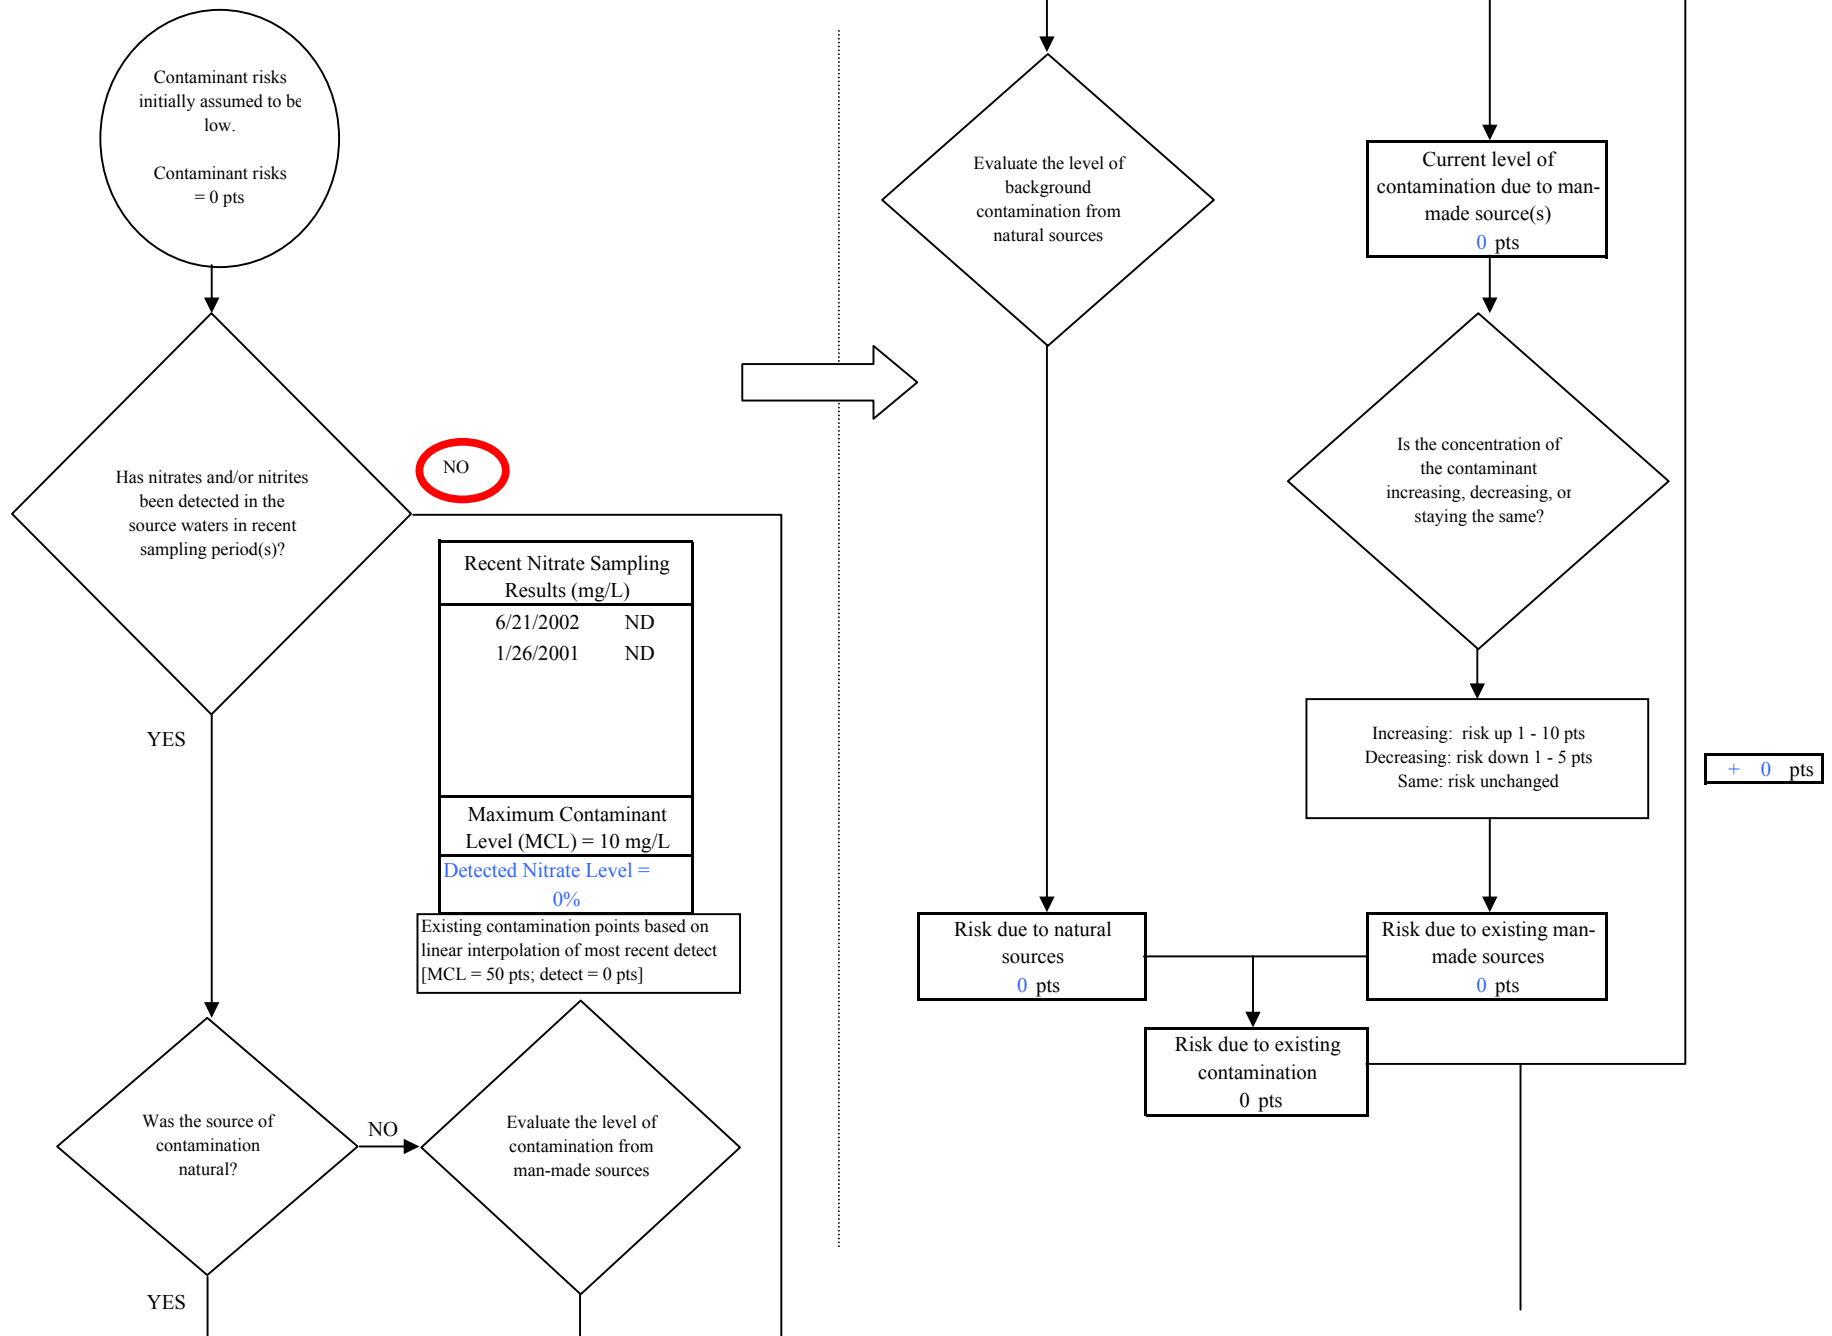 Contaminant risks
initially assumed to be
low.
Contaminant risks
= 0 pts
Has nitrates and/or nitrites
been detected in the
source waters in recent
sampling period(s)?
NO
Recent Nitrate Sampling
Results (mg/L)
6/21/2002 ND
1/26/2001 ND
Maximum Contaminant
Level (MCL) = 10 mg/L
Detected Nitrate Level =
0%
Existing contamination points based on
linear interpolation of most recent detect
[MCL = 50 pts; detect = 0 pts]
YES
Was the source of
contamination
natural?
NO
Evaluate the level of
contamination from
man-made sources
YES
Evaluate the level of
background
contamination from
natural sources
Current level of
contamination due to man-
made source(s)
0 pts
Is the concentration of
the contaminant
increasing, decreasing, or
staying the same?
Increasing: risk up 1 - 10 pts
Decreasing: risk down 1 - 5 pts
Same: risk unchanged
+ 0 pts
Risk due to natural
sources
0 pts
Risk due to existing man-
made sources
0 pts
Risk due to existing
contamination
0 pts